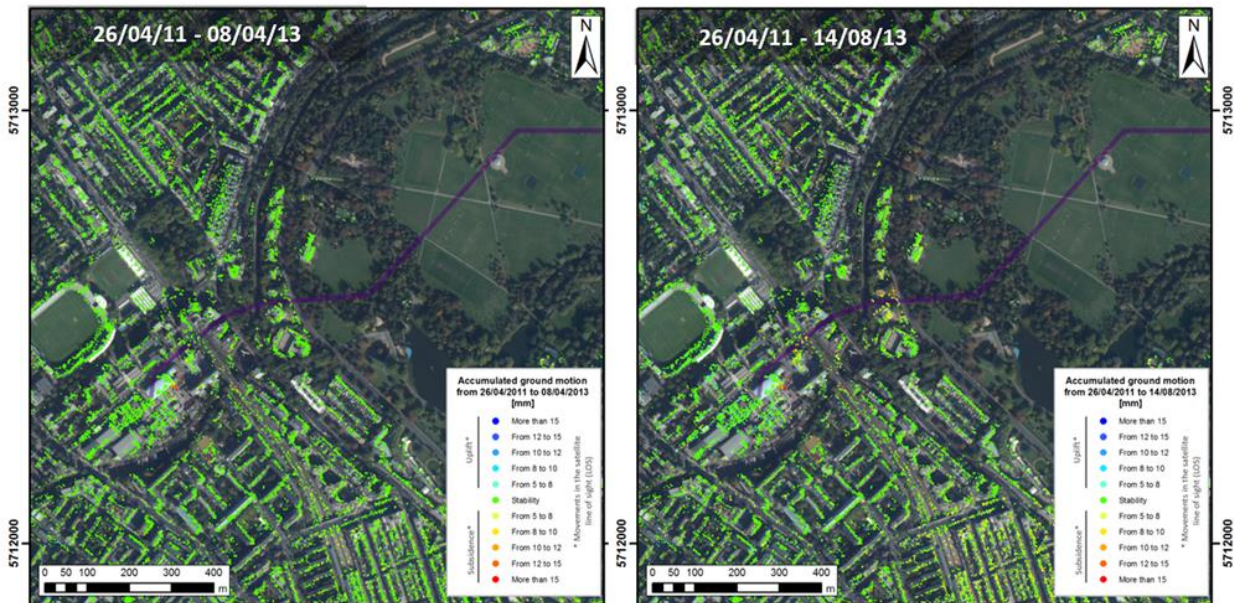 26/04/11 - 08/04/13
N
5713000
5712000
Accumulated ground motion
from 26/04/2011 to 08/04/2013
[mm]
Uplift*
More than 15
From 12 to 15
From 10 to 12
From 8 to 10
From 5 to 8
Stability
Subsidence*
From 5 to 8
From 8 to 10
From 10 to 12
From 12 to 15
More than 15
* Movements in the satellite
line of sight (LOS)
0 50 100 200 300 400
m
26/04/11 - 14/08/13
N
5713000
5712000
Accumulated ground motion
from 26/04/2011 to 14/08/2013
[mm]
Uplift*
More than 15
From 12 to 15
From 10 to 12
From 8 to 10
From 5 to 8
Stability
Subsidence*
From 5 to 8
From 8 to 10
From 10 to 12
From 12 to 15
More than 15
* Movements in the satellite
line of sight (LOS)
0 50 100 200 300 400
m
5713000
5712000